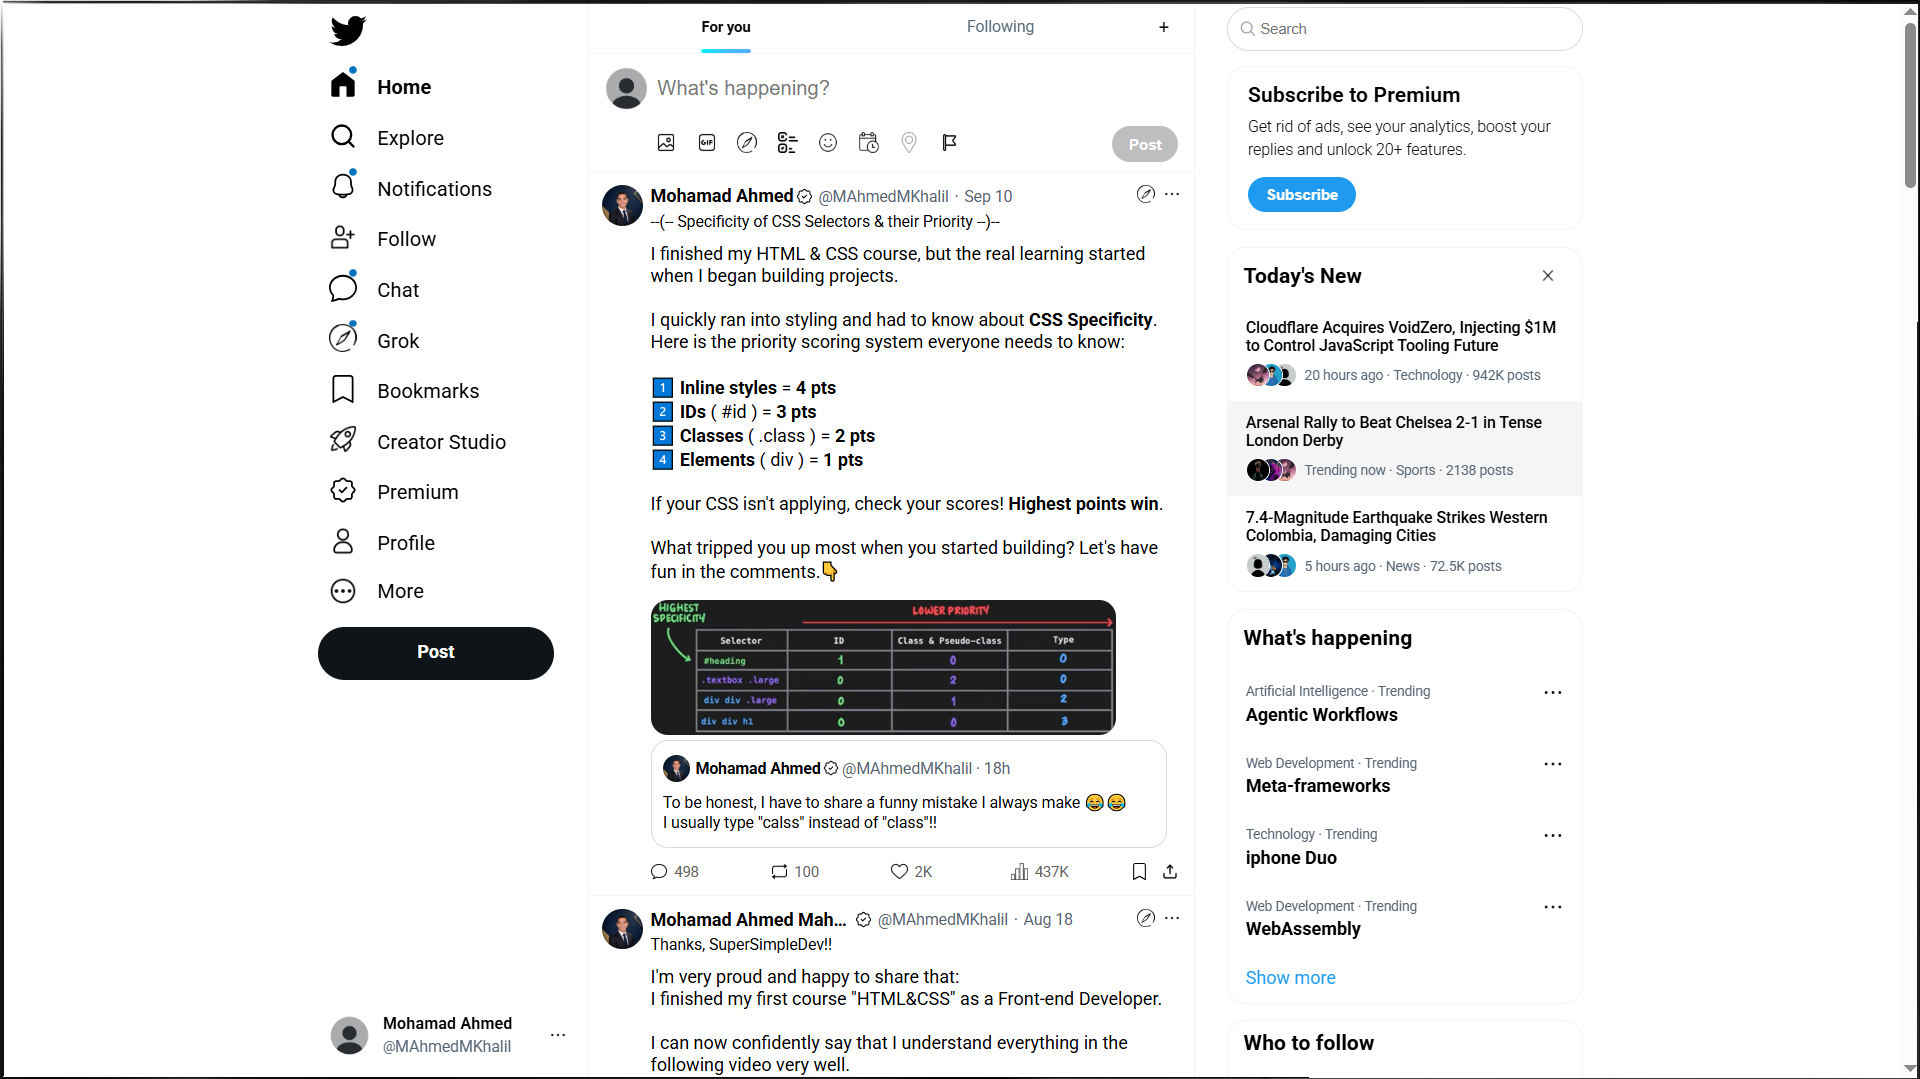 Home
Explore
Notifications
Follow
Chat
Grok
Bookmarks
Creator Studio
Premium
Profile
More
Post
Mohamad Ahmed
@MAhmedMKhalil
For you
Following
+
What's happening?
GIF
Post
Mohamad Ahmed @MAhmedMKhalil · Sep 10
--(-- Specificity of CSS Selectors & their Priority --)--
I finished my HTML & CSS course, but the real learning started
when I began building projects.
I quickly ran into styling and had to know about CSS Specificity.
Here is the priority scoring system everyone needs to know:
1 Inline styles = 4 pts
2 IDs ( #id ) = 3 pts
3 Classes ( .class ) = 2 pts
4 Elements ( div ) = 1 pts
If your CSS isn't applying, check your scores! Highest points win.
What tripped you up most when you started building? Let's have
fun in the comments.👇
HIGHEST
SPECIFICITY
LOWER PRIORITY
Selector ID Class & Pseudo-class Type
#heading 1 0 0
.textbox .large 0 2 0
div div .large 0 1 2
div div h1 0 0 3
Mohamad Ahmed @MAhmedMKhalil · 18h
To be honest, I have to share a funny mistake I always make 😂😂
I usually type "calss" instead of "class"!!
498 100 2K 437K
Mohamad Ahmed Mah... @MAhmedMKhalil · Aug 18
Thanks, SuperSimpleDev!!
I'm very proud and happy to share that:
I finished my first course "HTML&CSS" as a Front-end Developer.
I can now confidently say that I understand everything in the
following video very well.
Search
Subscribe to Premium
Get rid of ads, see your analytics, boost your
replies and unlock 20+ features.
Subscribe
Today's New
Cloudflare Acquires VoidZero, Injecting $1M
to Control JavaScript Tooling Future
20 hours ago · Technology · 942K posts
Arsenal Rally to Beat Chelsea 2-1 in Tense
London Derby
Trending now · Sports · 2138 posts
7.4-Magnitude Earthquake Strikes Western
Colombia, Damaging Cities
5 hours ago · News · 72.5K posts
What's happening
Artificial Intelligence · Trending
Agentic Workflows
Web Development · Trending
Meta-frameworks
Technology · Trending
iphone Duo
Web Development · Trending
WebAssembly
Show more
Who to follow